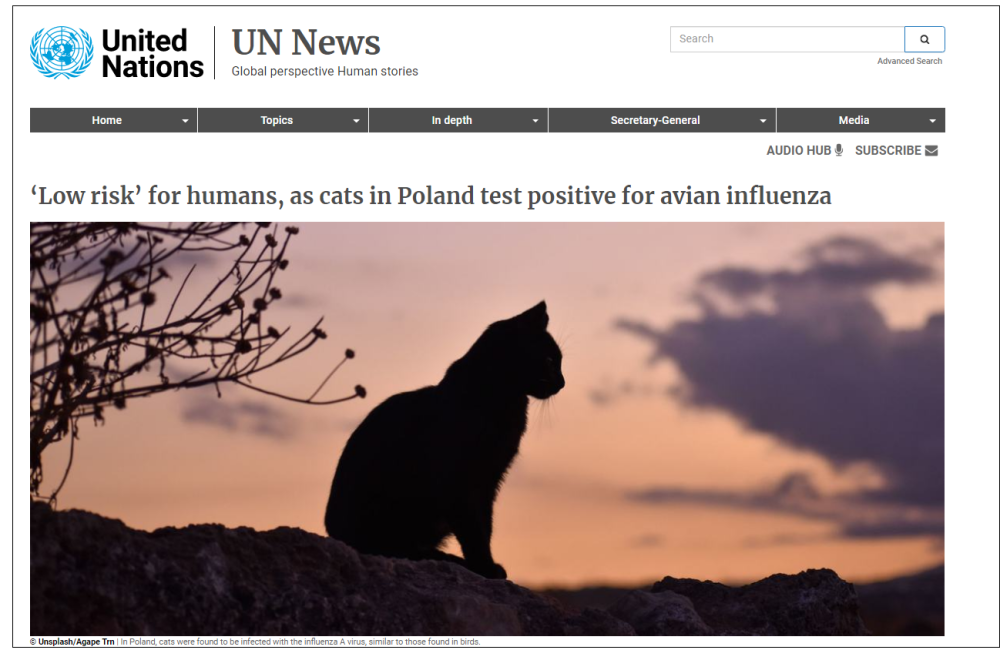 United
Nations
UN News
Global perspective Human stories
Search
Advanced Search
Home
Topics
In depth
Secretary-General
Media
AUDIO HUB
SUBSCRIBE
‘Low risk’ for humans, as cats in Poland test positive for avian influenza
© Unsplash/Agape Trn | In Poland, cats were found to be infected with the influenza A virus, similar to those found in birds.